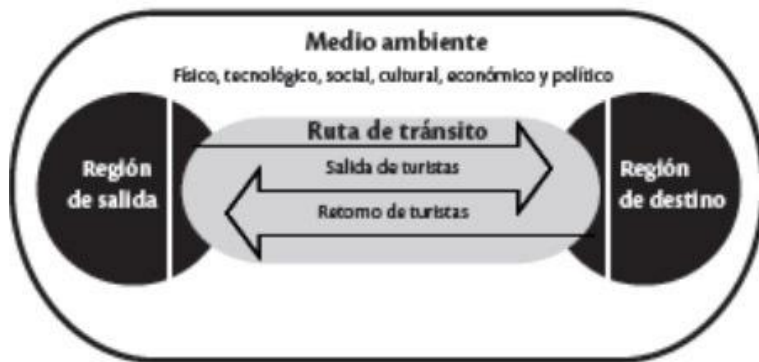 Medio ambiente
Físico, tecnológico, social, cultural, económico y político
Ruta de tránsito
Región
de salida
Salida de turistas
Retorno de turistas
Región
de destino